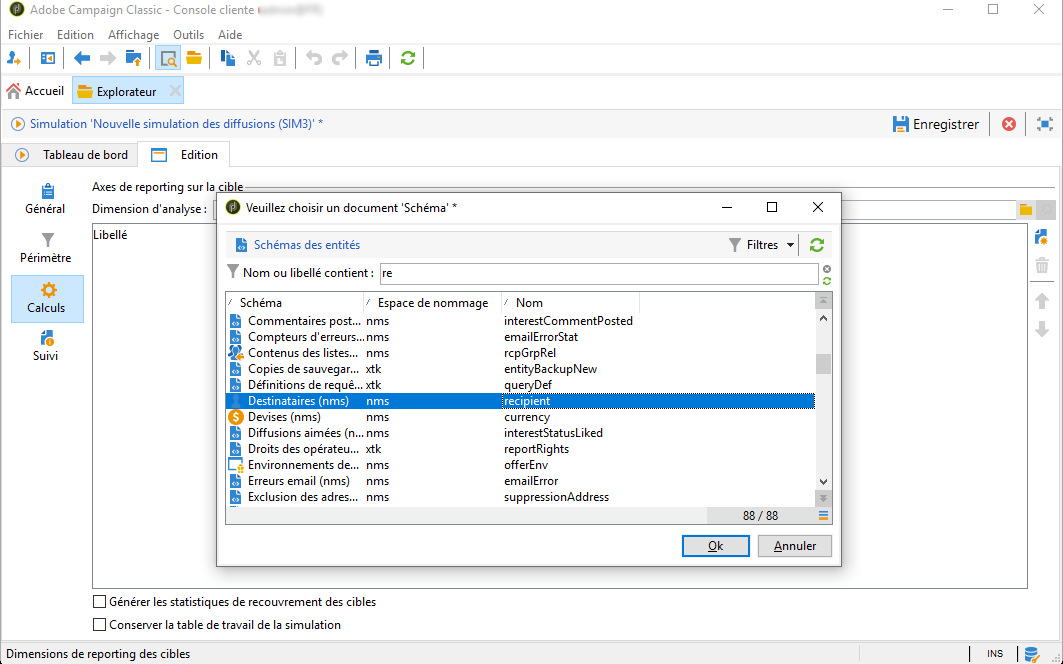 Adobe Campaign Classic - Console cliente
Fichier Edition Affichage Outils Aide
Accueil Explorateur
Simulation 'Nouvelle simulation des diffusions (SIM3)' * Enregistrer
Tableau de bord Edition
Général
Périmètre
Calculs
Suivi
Axes de reporting sur la cible
Dimension d'analyse :
Libellé
Veuillez choisir un document 'Schéma' *
Schémas des entités Filtres
Nom ou libellé contient : re
Schéma Espace de nommage Nom
Commentaires post... nms interestCommentPosted
Compteurs d'erreurs... nms emailErrorStat
Contenus des listes... nms rcpGrpRel
Copies de sauvegar... xtk entityBackupNew
Définitions de requê... xtk queryDef
Destinataires (nms) nms recipient
Devises (nms) nms currency
Diffusions aimées (n... nms interestStatusLiked
Droits des opérateu... xtk reportRights
Environnements de... nms offerEnv
Erreurs email (nms) nms emailError
Exclusion des adres... nms suppressionAddress
88 / 88
Ok Annuler
Générer les statistiques de recouvrement des cibles
Conserver la table de travail de la simulation
Dimensions de reporting des cibles INS